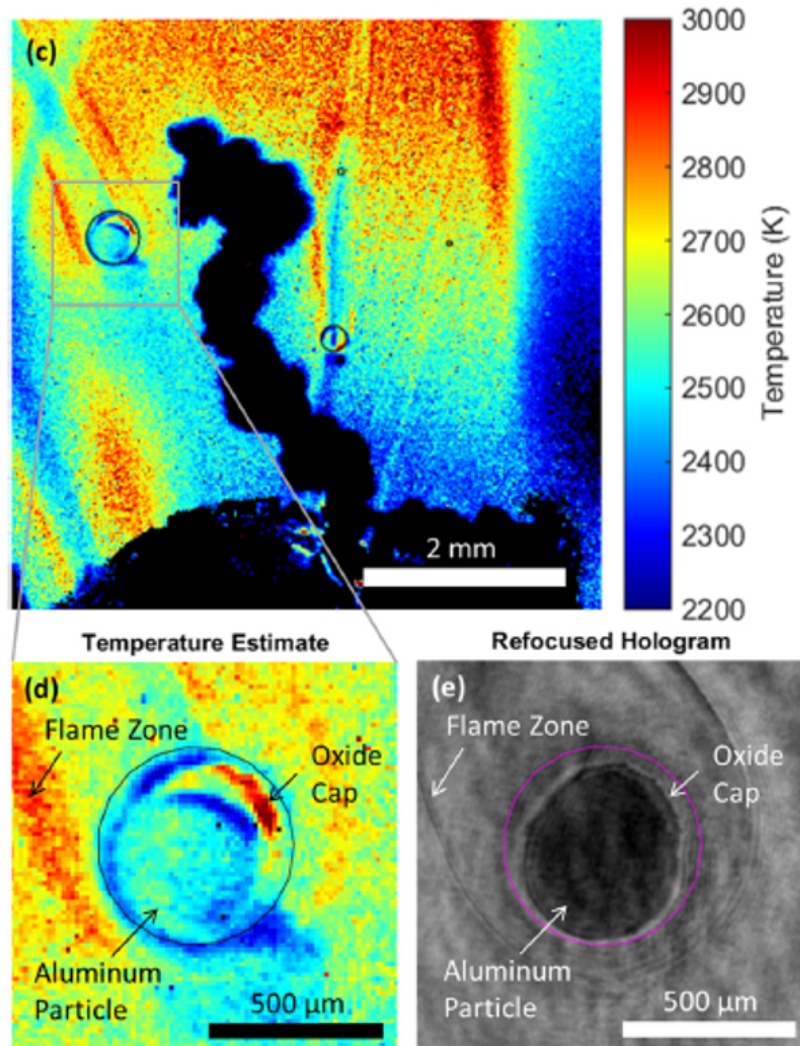 (c)
3000
2900
2800
2700
2600
2500
2400
2300
2200
Temperature (K)
2 mm
Temperature Estimate
Refocused Hologram
(d)
Flame Zone
Oxide
Cap
Aluminum
Particle
500 µm
(e)
Flame Zone
Oxide
Cap
Aluminum
Particle
500 µm